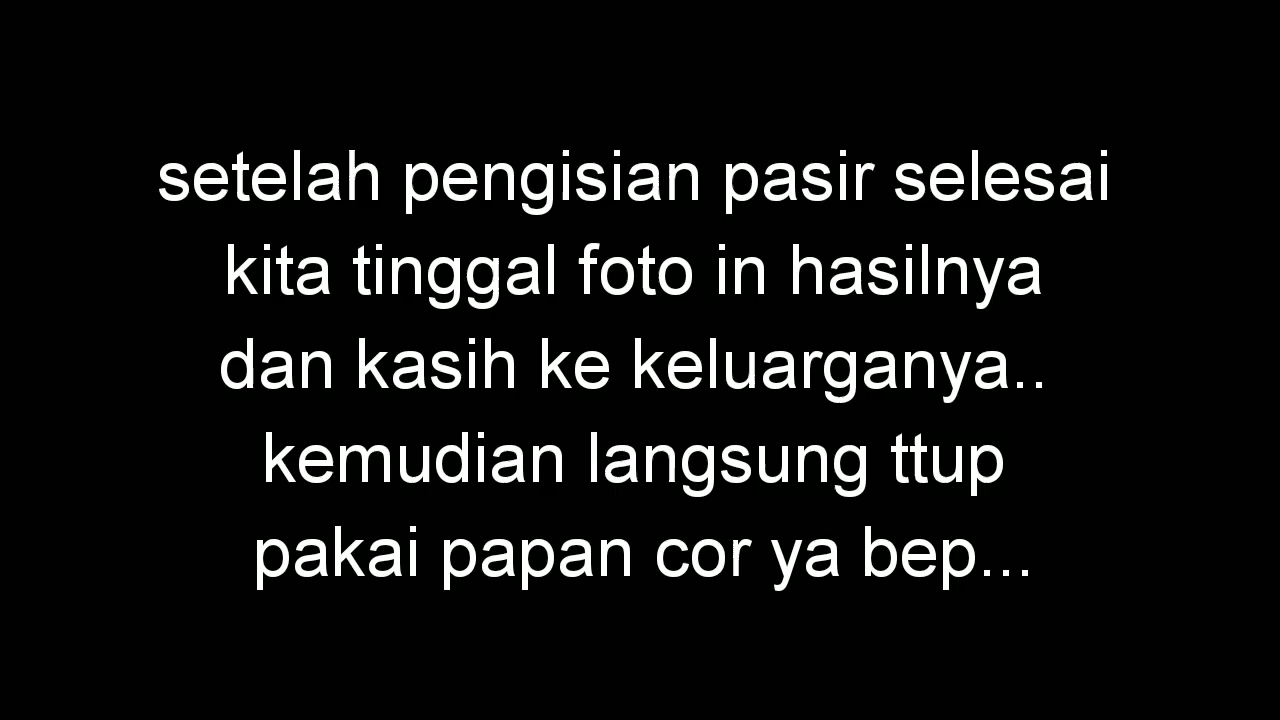 setelah pengisian pasir selesai
kita tinggal foto in hasilnya
dan kasih ke keluarganya..
kemudian langsung ttup
pakai papan cor ya bep...